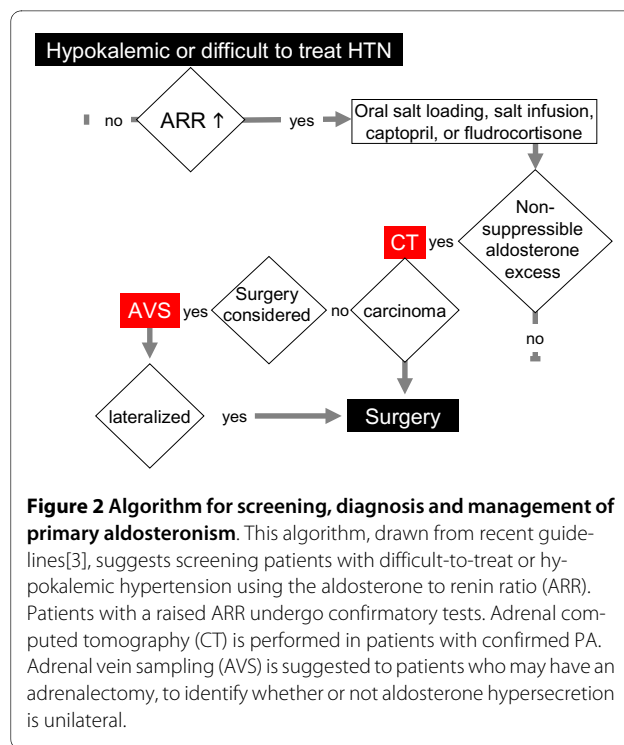 Hypokalemic or difficult to treat HTN
no
ARR ↑
yes
Oral salt loading, salt infusion,
captopril, or fludrocortisone
Non-
suppressible
aldosterone
excess
no
yes
CT
carcinoma
no
Surgery
considered
yes
AVS
lateralized
yes
Surgery
Figure 2 Algorithm for screening, diagnosis and management of
primary aldosteronism. This algorithm, drawn from recent guide-
lines[3], suggests screening patients with difficult-to-treat or hy-
pokalemic hypertension using the aldosterone to renin ratio (ARR).
Patients with a raised ARR undergo confirmatory tests. Adrenal com-
puted tomography (CT) is performed in patients with confirmed PA.
Adrenal vein sampling (AVS) is suggested to patients who may have an
adrenalectomy, to identify whether or not aldosterone hypersecretion
is unilateral.